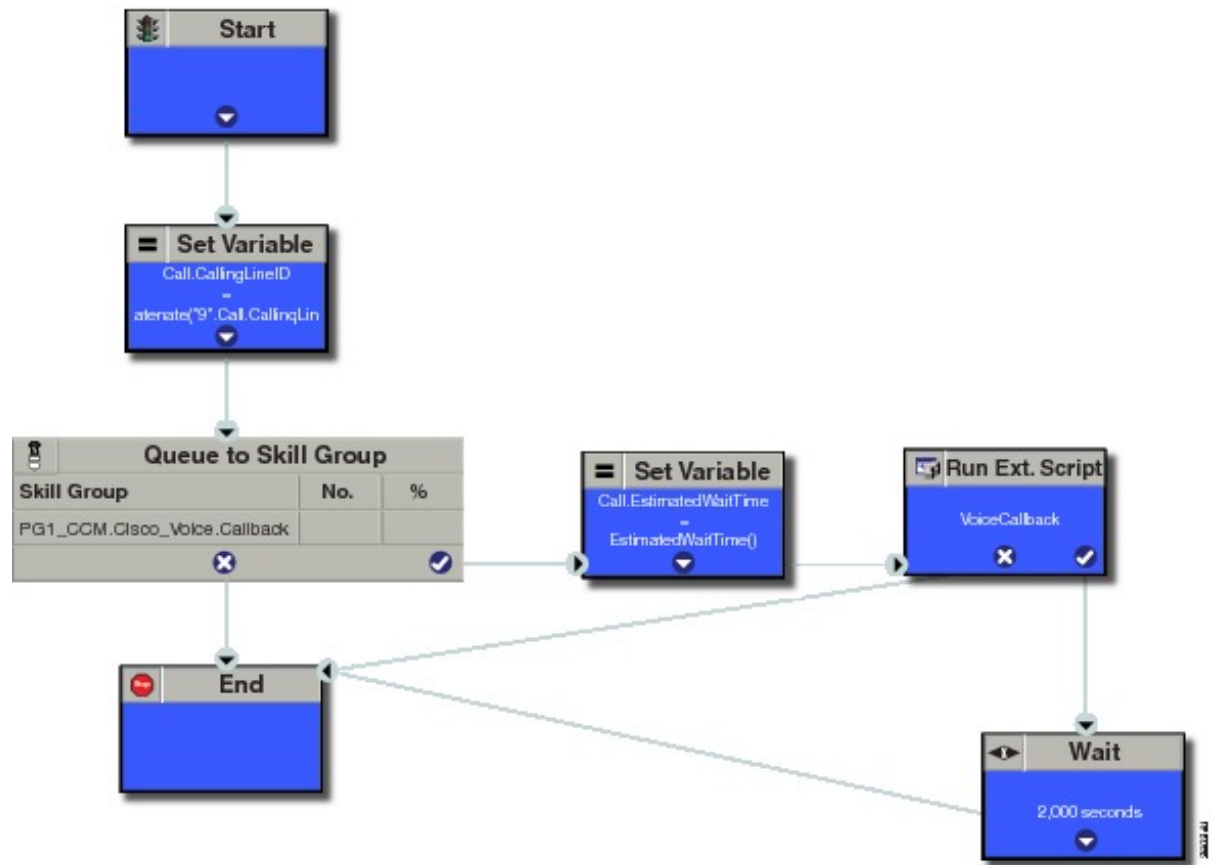 Start
Set Variable
Call.CallingLineID
=
atenate("9".Call.CallingLin
Queue to Skill Group
Skill Group No. %
PG1_CCM.Cisco_Voice.Callback
Set Variable
Call.EstimatedWaitTime
=
EstimatedWaitTime()
Run Ext. Script
VoiceCallback
End
Wait
2,000 seconds